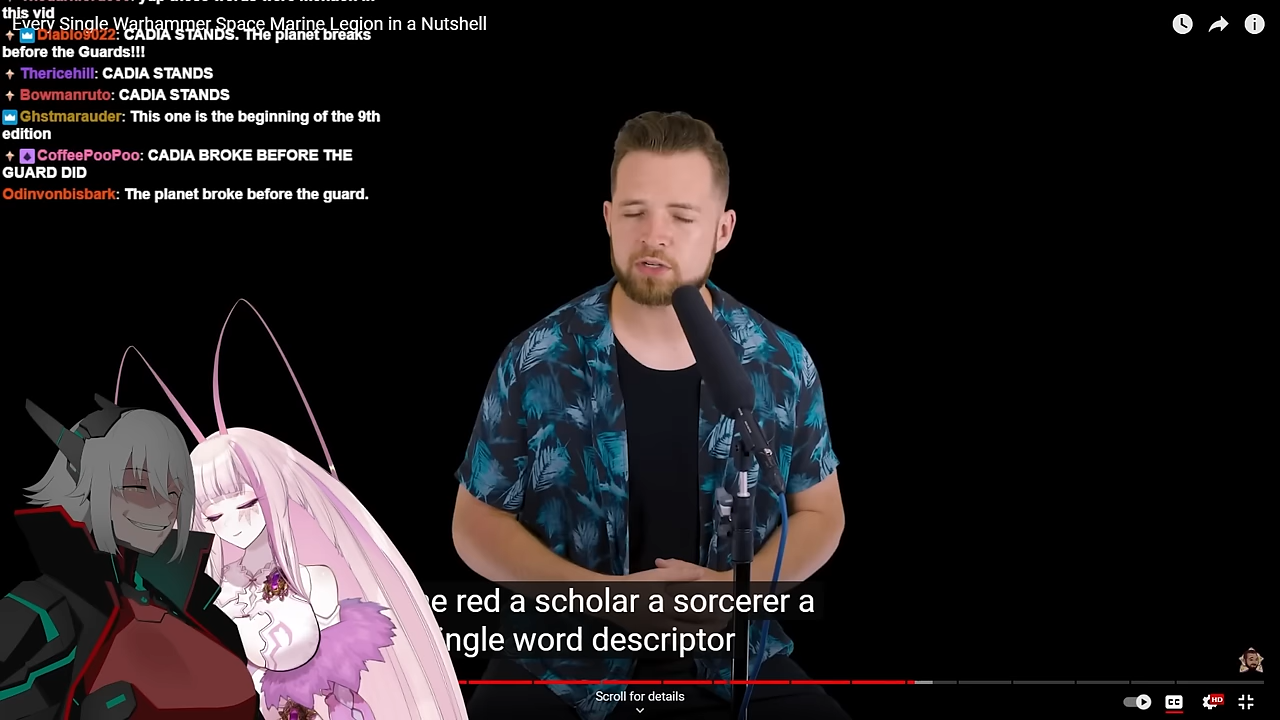 this vid
Every Single Warhammer Space Marine Legion in a Nutshell
Diablo9022: CADIA STANDS. The planet breaks
before the Guards!!!
Thericehill: CADIA STANDS
Bowmanruto: CADIA STANDS
Ghstmarauder: This one is the beginning of the 9th
edition
CoffeePooPoo: CADIA BROKE BEFORE THE
GUARD DID
Odinvonbisbark: The planet broke before the guard.
red a scholar a sorcerer a
word descriptor
Scroll for details
CC
HD